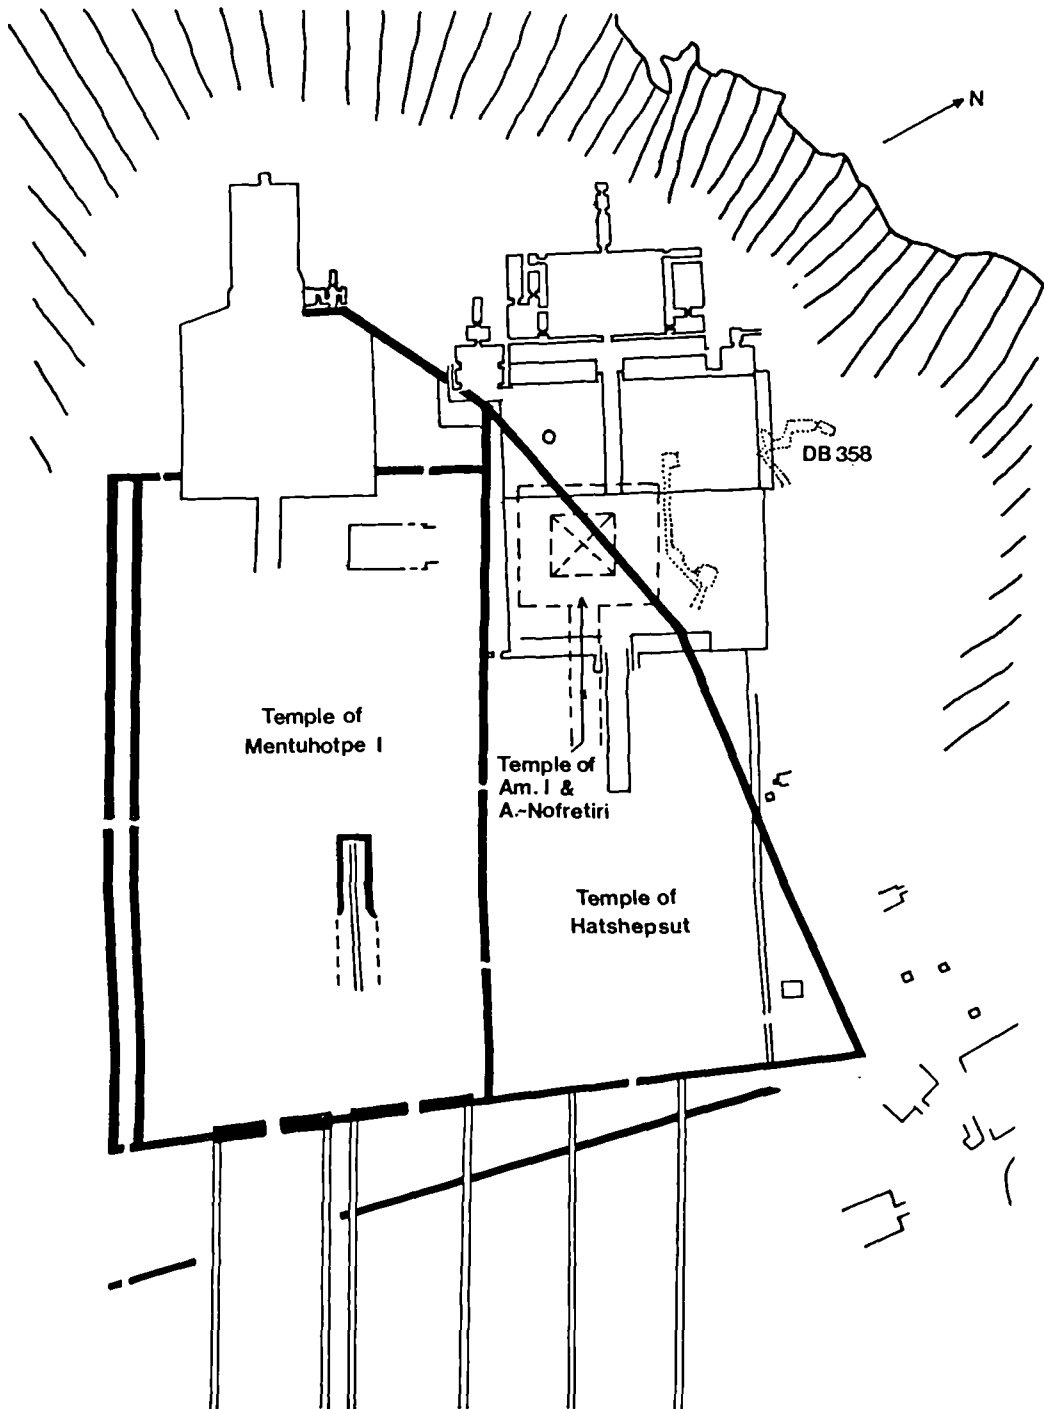 N
DB 358
Temple of
Mentuhotpe I
Temple of
Am. I &
A.-Nofretiri
Temple of
Hatshepsut